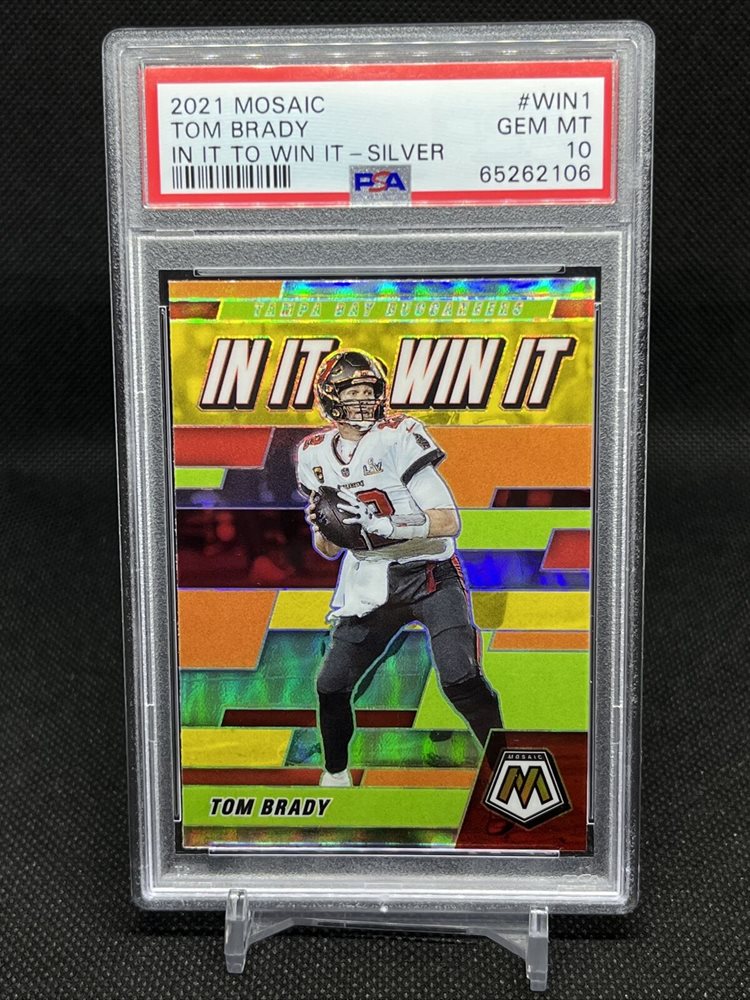 2021 MOSAIC #WIN1
TOM BRADY GEM MT
IN IT TO WIN IT – SILVER 10
PSA 65262106
TAMPA BAY BUCCANEERS
IN IT WIN IT
LV
TOM BRADY
MOSAIC